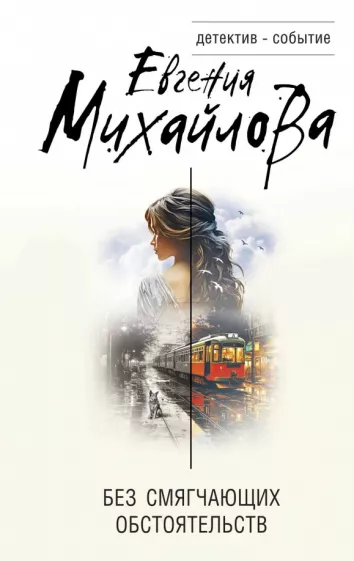 детектив - событие
Евгения
Михайлова
БЕЗ СМЯГЧАЮЩИХ
ОБСТОЯТЕЛЬСТВ